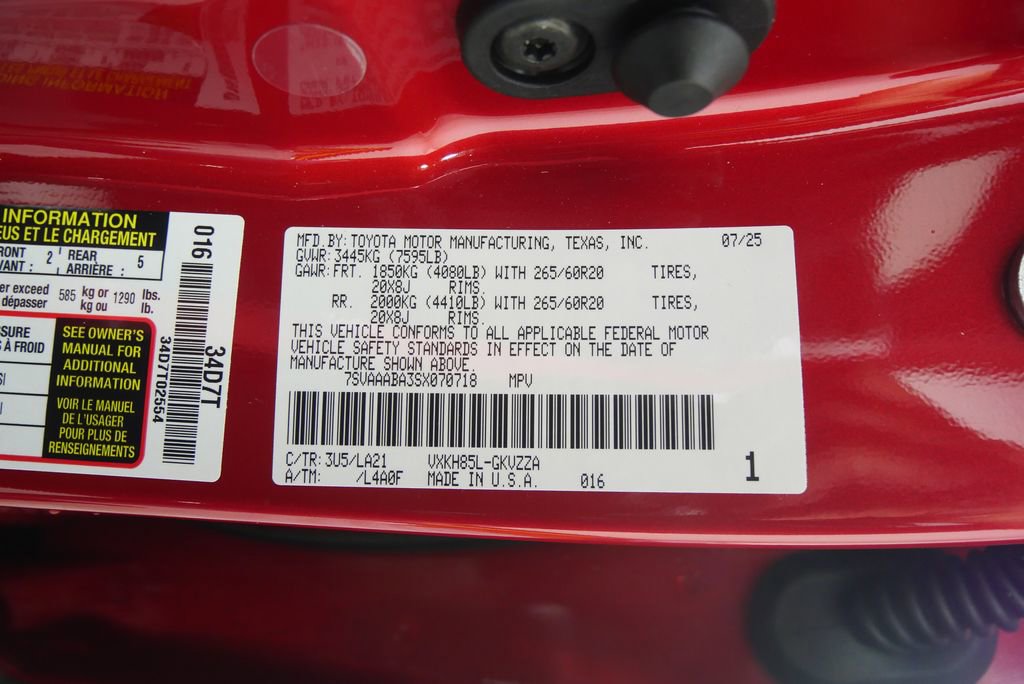 INFORMATION
EUS ET LE CHARGEMENT
RONT 2 REAR 5
VANT : ARRIÈRE :
er exceed 585 kg or 1290 lbs.
dépasser kg ou lb.
SSURE
S À FROID
SI
U
SEE OWNER'S
MANUAL FOR
ADDITIONAL
INFORMATION
VOIR LE MANUEL
DE L'USAGER
POUR PLUS DE
RENSEIGNEMENTS
016
34D7T
34D7T02554
MFD.BY:TOYOTA MOTOR MANUFACTURING, TEXAS, INC. 07/25
GVWR:3445KG (7595LB)
GAWR:FRT. 1850KG (4080LB) WITH 265/60R20 TIRES,
20X8J RIMS.
RR. 2000KG (4410LB) WITH 265/60R20 TIRES,
20X8J RIMS.
THIS VEHICLE CONFORMS TO ALL APPLICABLE FEDERAL MOTOR
VEHICLE SAFETY STANDARDS IN EFFECT ON THE DATE OF
MANUFACTURE SHOWN ABOVE.
7SVAAABA3SX070718 MPV
C/TR:3U5/LA21 VXKH85L-GKVZZA
A/TM: /L4A0F MADE IN U.S.A. 016
1